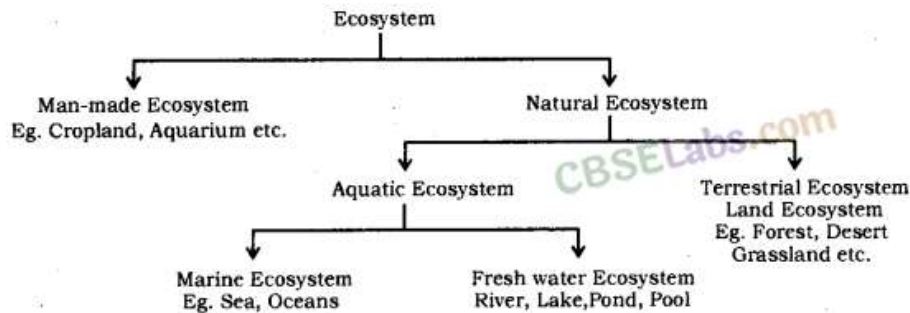 Ecosystem
Man-made Ecosystem
Eg. Cropland, Aquarium etc.
Natural Ecosystem
Aquatic Ecosystem
Terrestrial Ecosystem
Land Ecosystem
Eg. Forest, Desert
Grassland etc.
Marine Ecosystem
Eg. Sea, Oceans
Fresh water Ecosystem
River, Lake,Pond, Pool
CBSELabs.com